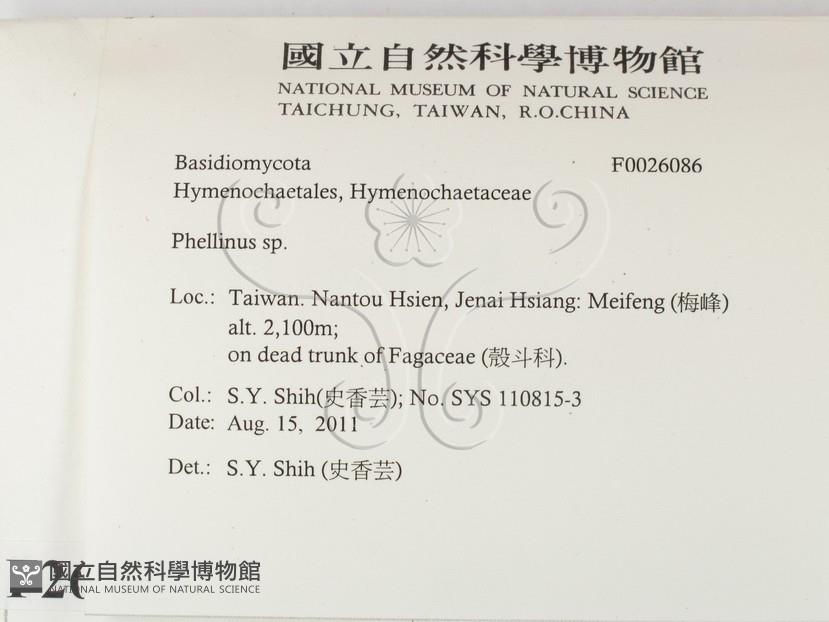 國立自然科學博物館
NATIONAL MUSEUM OF NATURAL SCIENCE
TAICHUNG, TAIWAN, R.O.CHINA
Basidiomycota F0026086
Hymenochaetales, Hymenochaetaceae
Phellinus sp.
Loc.: Taiwan. Nantou Hsien, Jenai Hsiang: Meifeng (梅峰)
alt. 2,100m;
on dead trunk of Fagaceae (殼斗科).
Col.: S.Y. Shih(史香芸); No. SYS 110815-3
Date: Aug. 15, 2011
Det.: S.Y. Shih (史香芸)
國立自然科學博物館
NATIONAL MUSEUM OF NATURAL SCIENCE